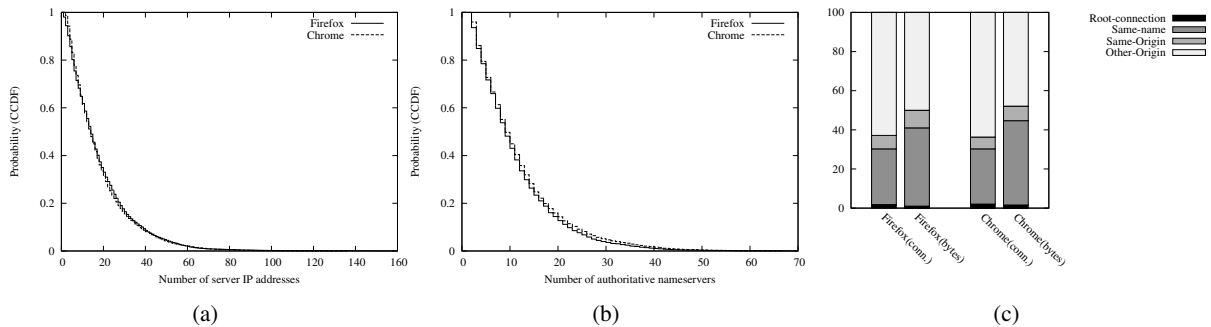 Probability (CCDF)
1
0.8
0.6
0.4
0.2
0
0 20 40 60 80 100 120 140 160
Number of server IP addresses
Firefox
Chrome
(a)
Probability (CCDF)
1
0.8
0.6
0.4
0.2
0
0 10 20 30 40 50 60 70
Number of authoritative nameservers
Firefox
Chrome
(b)
100
80
60
40
20
0
Firefox(conn.)
Firefox(bytes)
Chrome(conn.)
Chrome(bytes)
Root-connection
Same-name
Same-Origin
Other-Origin
(c)